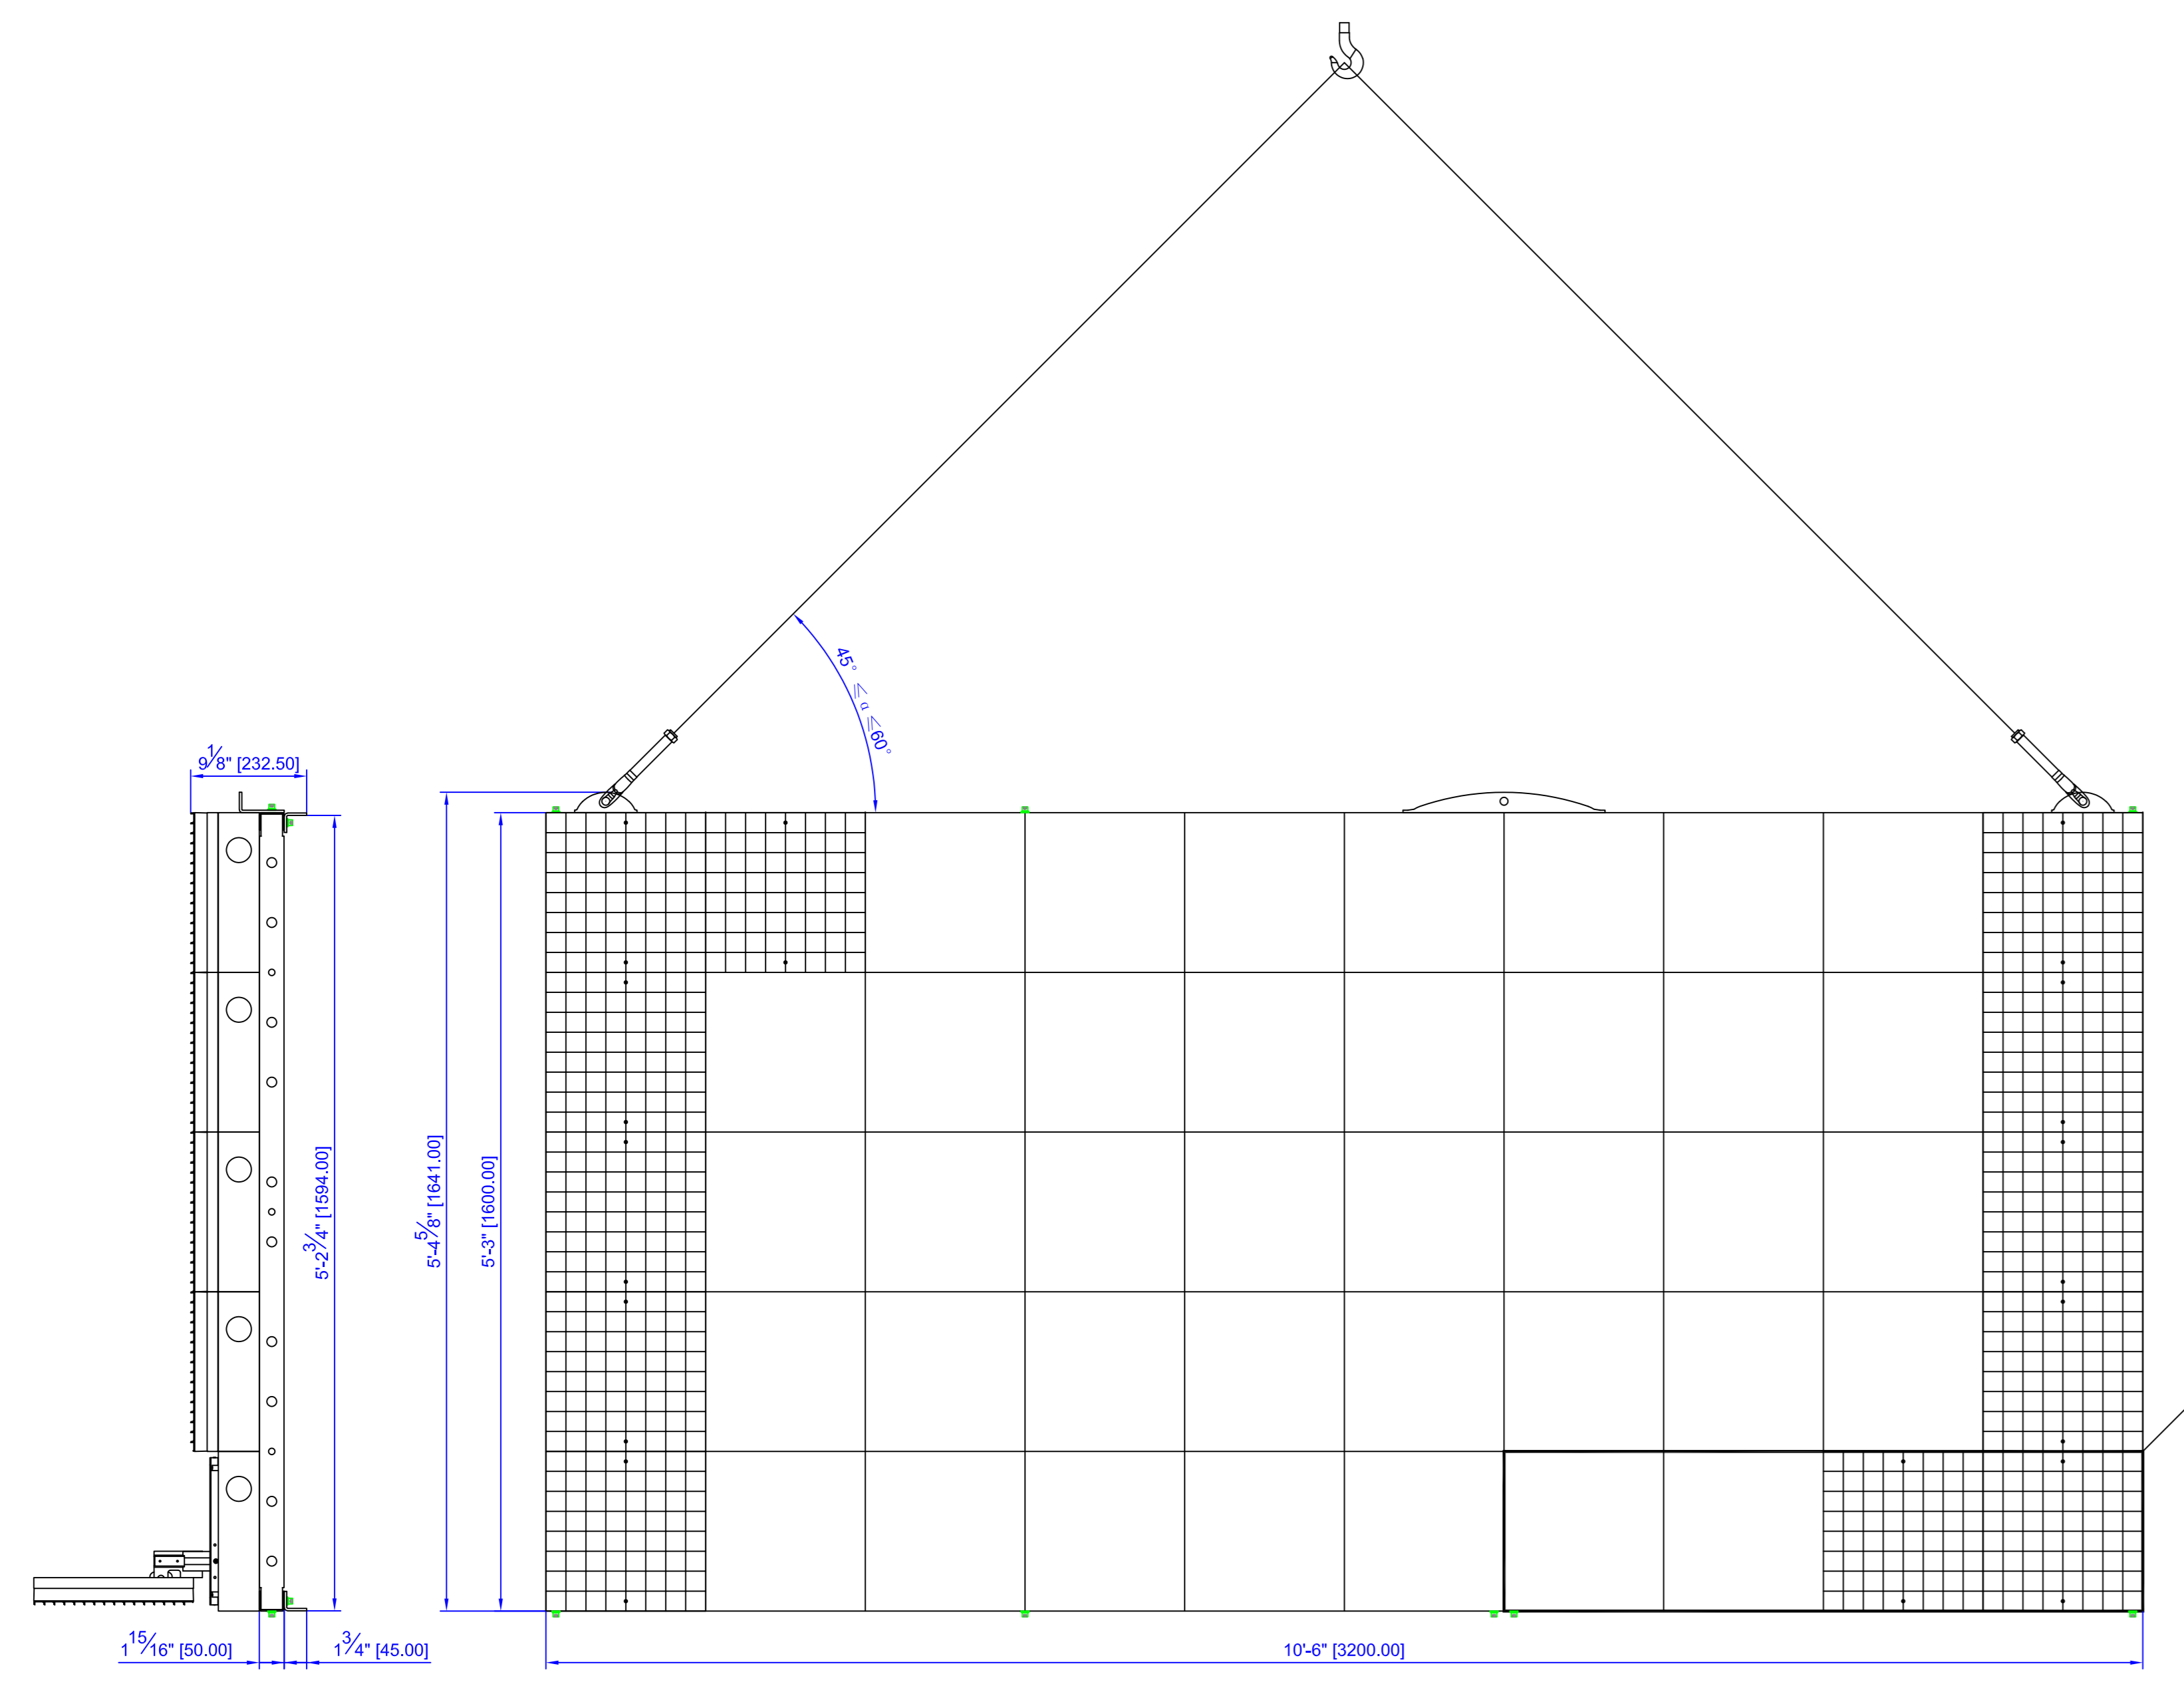 45° ≤ a ≤60°
9 1/8" [232.50]
5'-2 3/4" [1594.00]
5'-4 5/8" [1641.00]
5'-3" [1600.00]
1 15/16" [50.00]
1 3/4" [45.00]
10'-6" [3200.00]